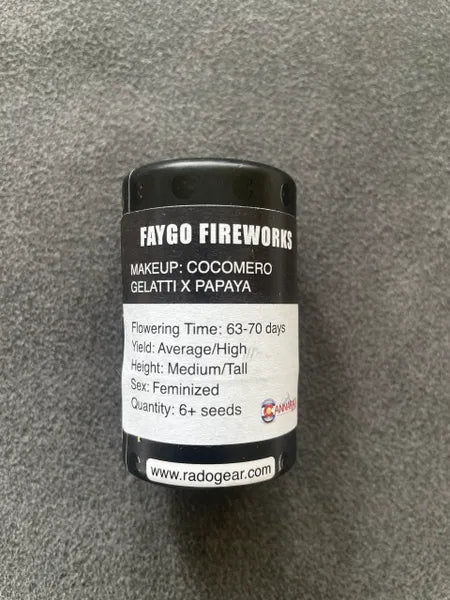 FAYGO FIREWORKS
MAKEUP: COCOMERO
GELATTI X PAPAYA
Flowering Time: 63-70 days
Yield: Average/High
Height: Medium/Tall
Sex: Feminized
Quantity: 6+ seeds
www.radogear.com